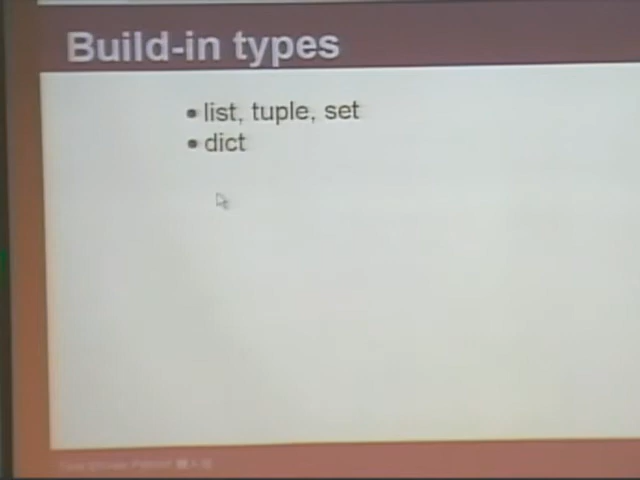 Build-in types
• list, tuple, set
• dict